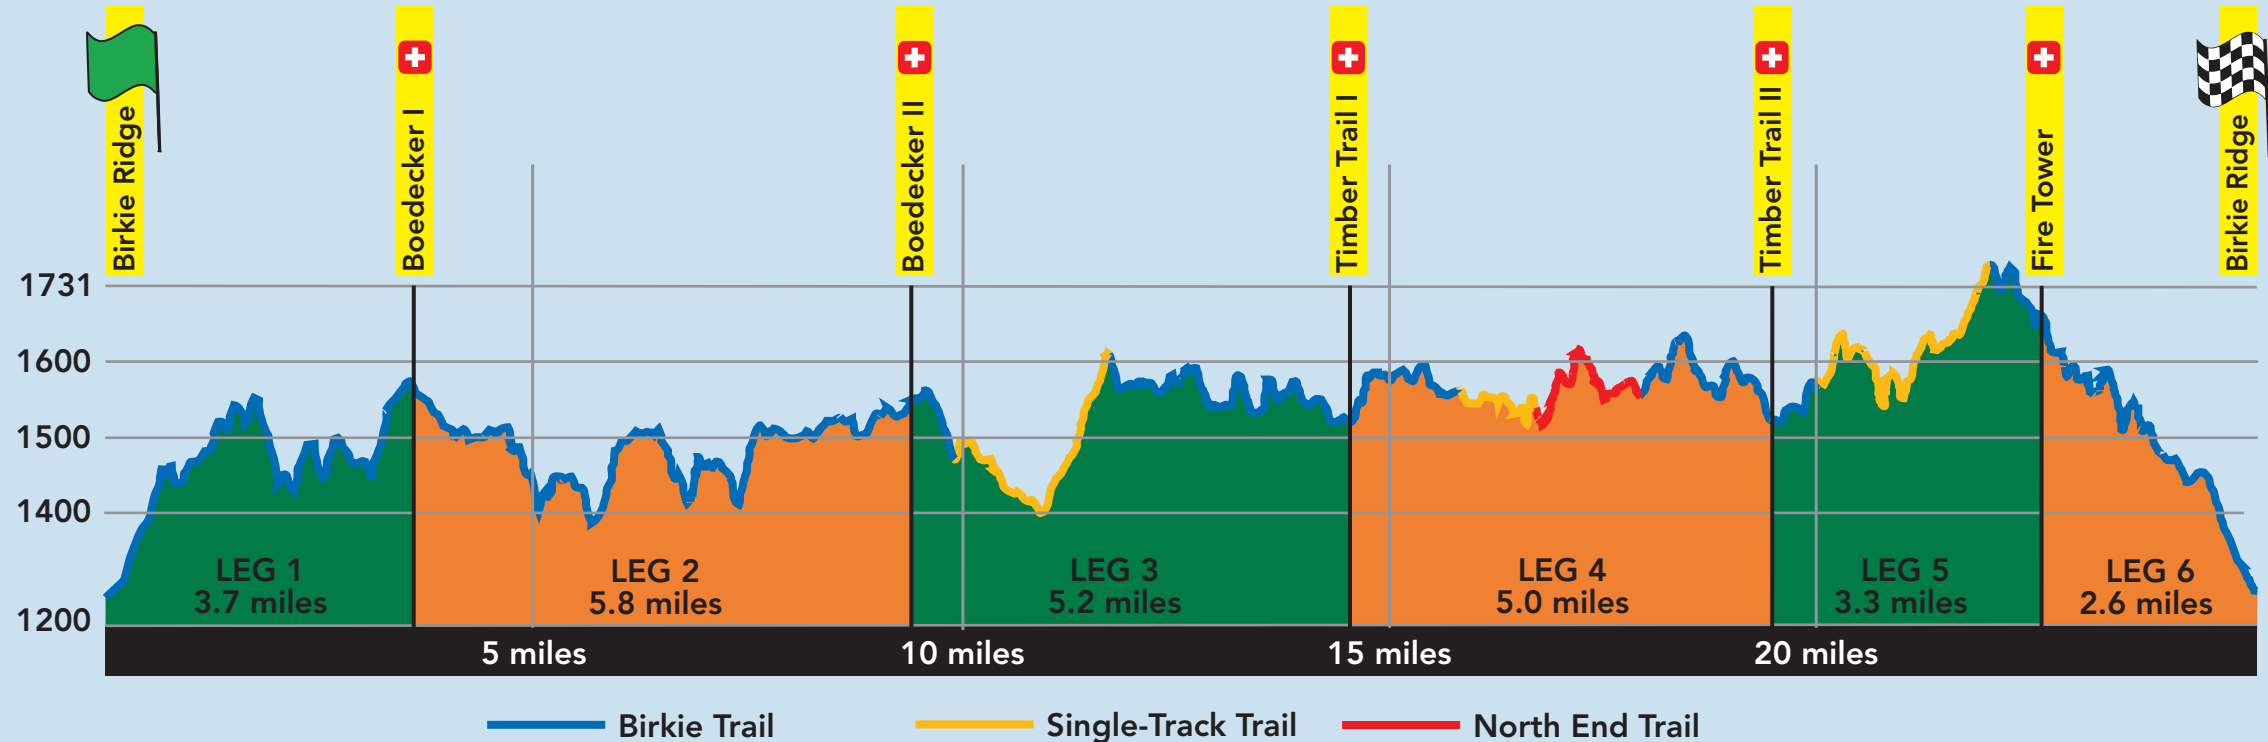 Birkie Ridge
Boedecker I
Boedecker II
Timber Trail I
Timber Trail II
Fire Tower
Birkie Ridge
1731
1600
1500
1400
1200
LEG 1
3.7 miles
LEG 2
5.8 miles
LEG 3
5.2 miles
LEG 4
5.0 miles
LEG 5
3.3 miles
LEG 6
2.6 miles
5 miles
10 miles
15 miles
20 miles
Birkie Trail
Single-Track Trail
North End Trail